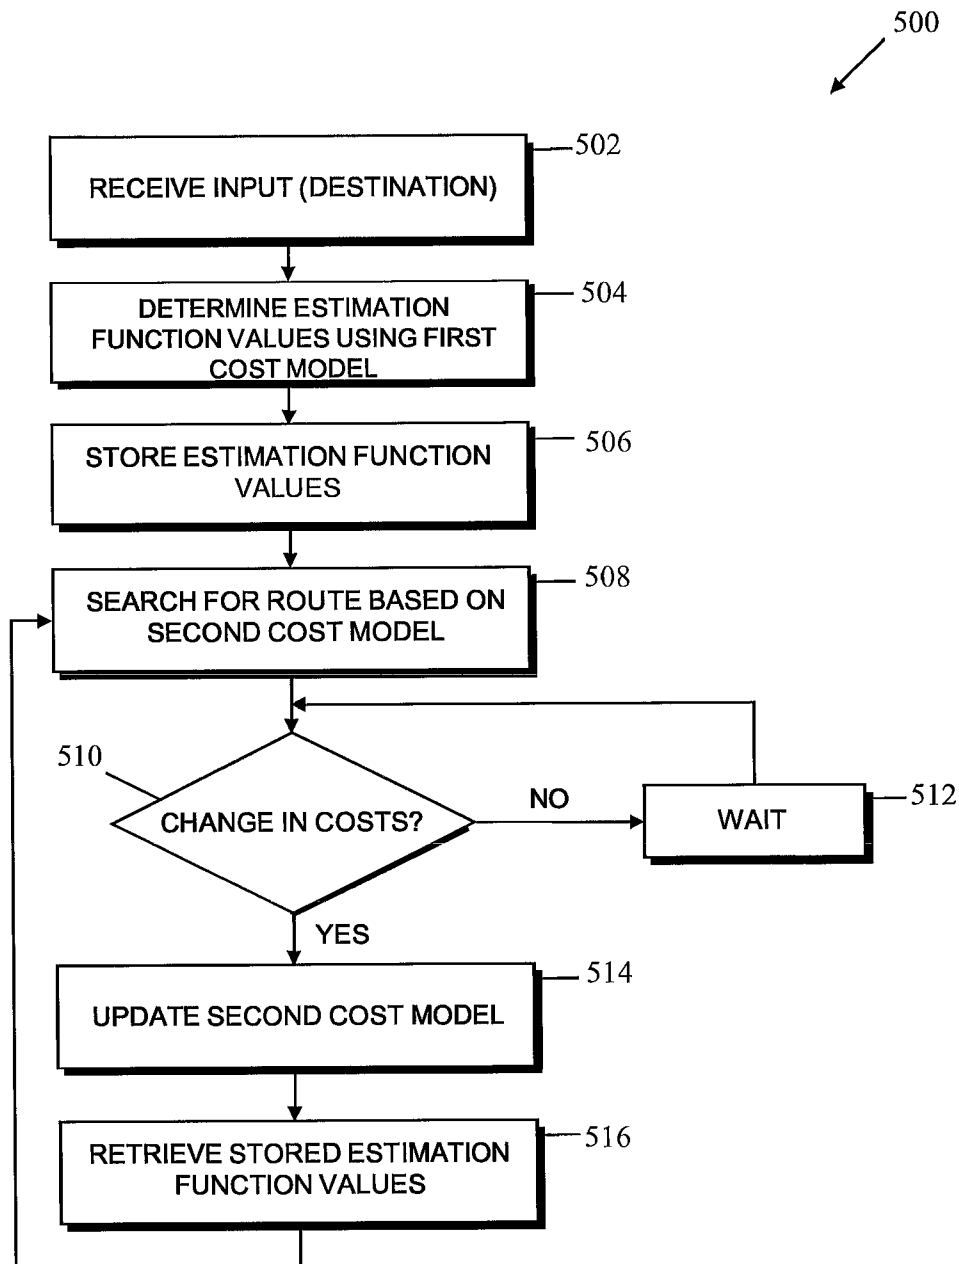 500
502
RECEIVE INPUT (DESTINATION)
504
DETERMINE ESTIMATION
FUNCTION VALUES USING FIRST
COST MODEL
506
STORE ESTIMATION FUNCTION
VALUES
508
SEARCH FOR ROUTE BASED ON
SECOND COST MODEL
510
CHANGE IN COSTS?
NO
512
WAIT
YES
514
UPDATE SECOND COST MODEL
516
RETRIEVE STORED ESTIMATION
FUNCTION VALUES